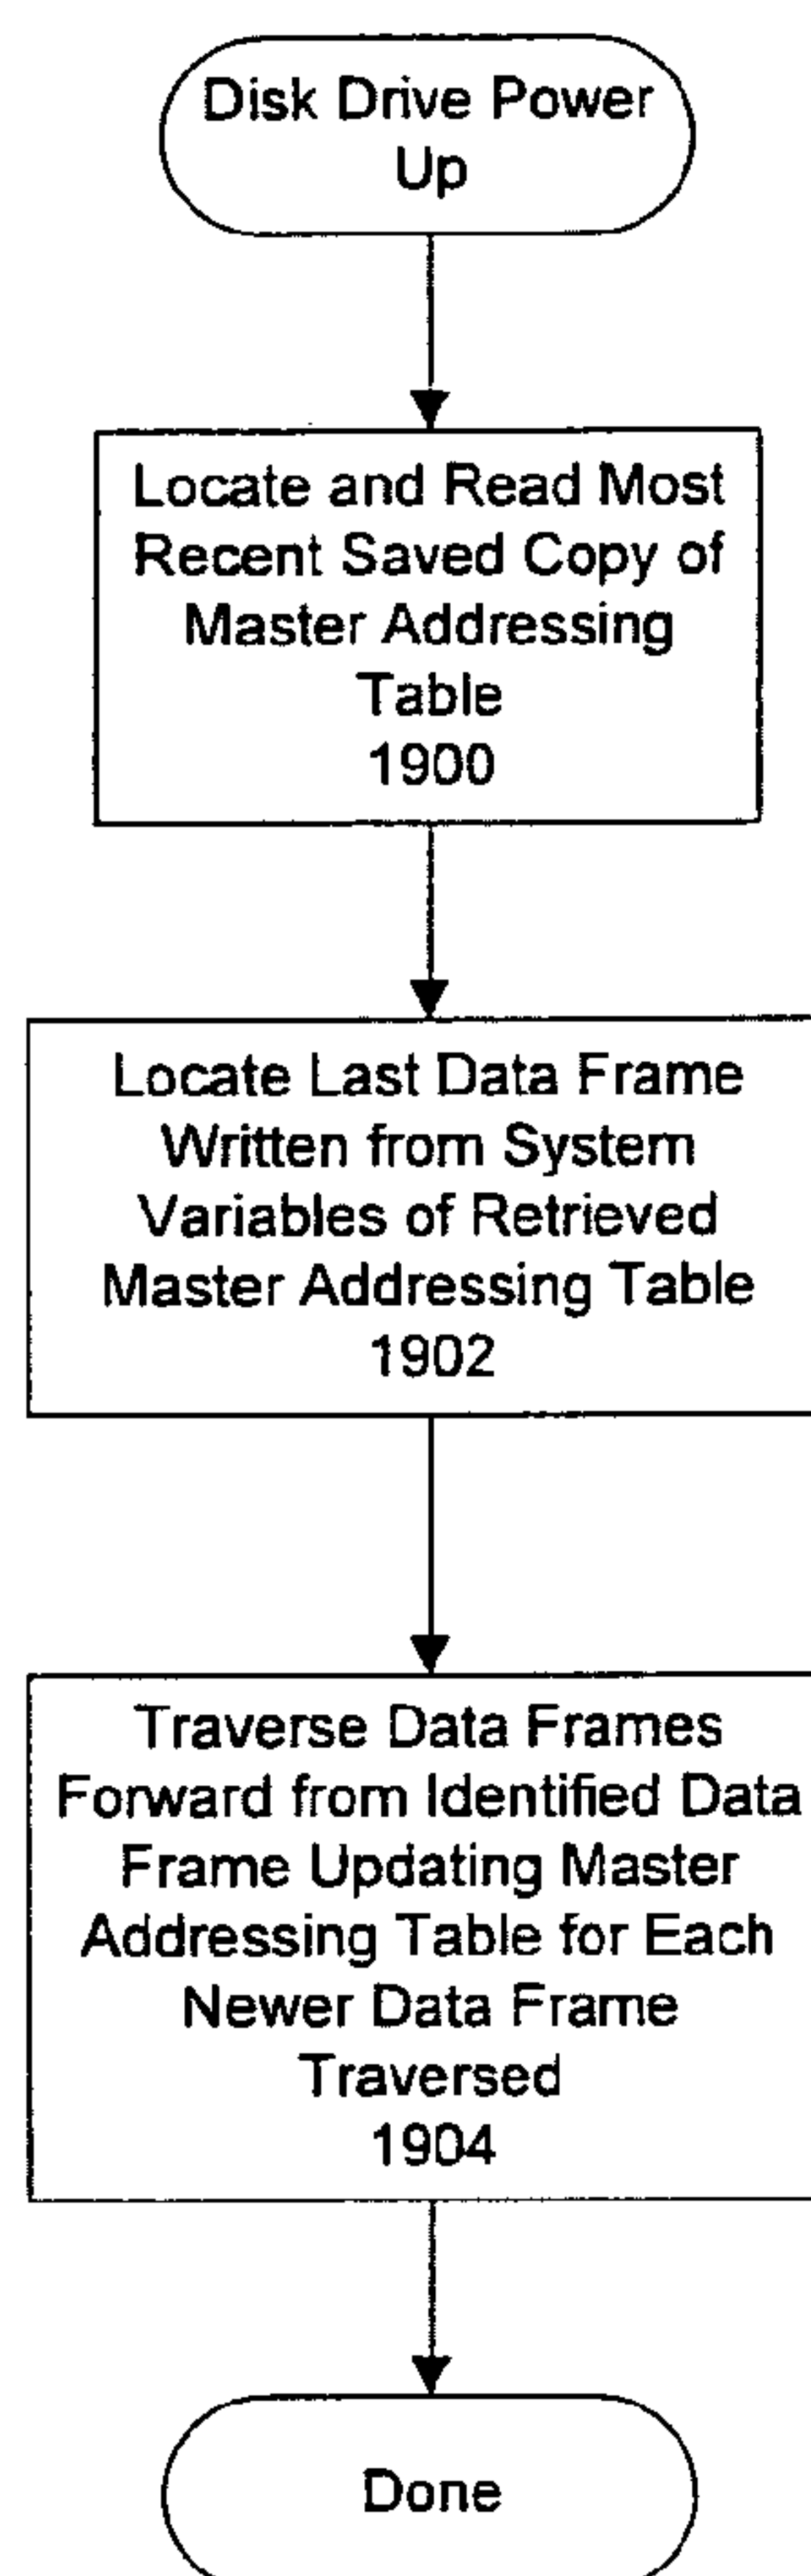 Disk Drive Power
Up
Locate and Read Most
Recent Saved Copy of
Master Addressing
Table
1900
Locate Last Data Frame
Written from System
Variables of Retrieved
Master Addressing Table
1902
Traverse Data Frames
Forward from Identified Data
Frame Updating Master
Addressing Table for Each
Newer Data Frame
Traversed
1904
Done